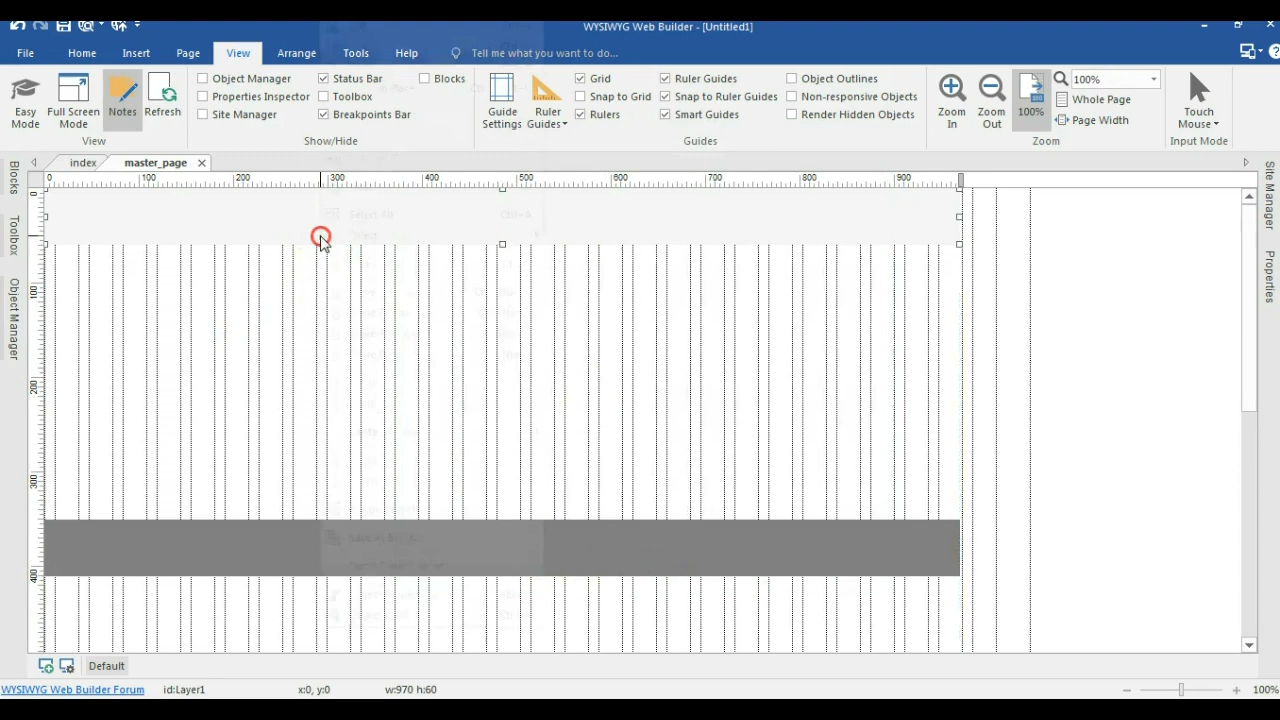 WYSIWYG Web Builder - [Untitled1]
File Home Insert Page View Arrange Tools Help Tell me what you want to do...
Easy Mode
Full Screen Mode
Notes
Refresh
View
Object Manager
Properties Inspector
Site Manager
Status Bar
Toolbox
Breakpoints Bar
Blocks
Show/Hide
Guide Settings
Ruler Guides
Grid
Snap to Grid
Rulers
Ruler Guides
Snap to Ruler Guides
Smart Guides
Object Outlines
Non-responsive Objects
Render Hidden Objects
Guides
Zoom In
Zoom Out
100%
100%
Whole Page
Page Width
Zoom
Touch Mouse
Input Mode
index master_page
0 100 200 300 400 500 600 700 800 900
0
100
200
300
400
Blocks
Toolbox
Object Manager
Site Manager
Properties
Select All Ctrl+A
Default
WYSIWYG Web Builder Forum id:Layer1 x:0, y:0 w:970 h:60 100%